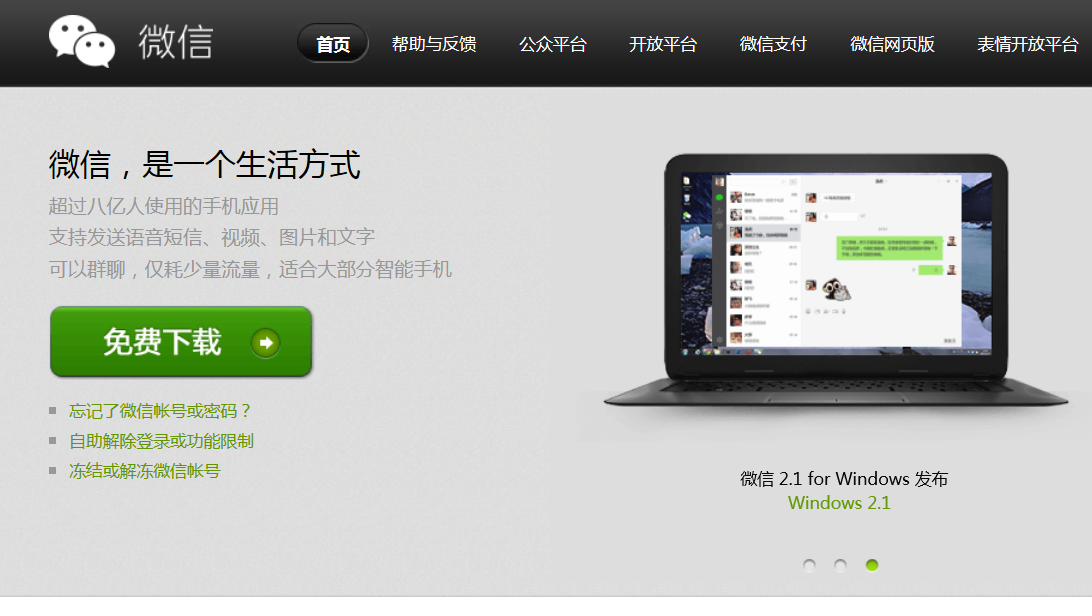 微信
首页 帮助与反馈 公众平台 开放平台 微信支付 微信网页版 表情开放平台
微信，是一个生活方式
超过八亿人使用的手机应用
支持发送语音短信、视频、图片和文字
可以群聊，仅耗少量流量，适合大部分智能手机
免费下载
忘记了微信帐号或密码？
自助解除登录或功能限制
冻结或解冻微信帐号
微信 2.1 for Windows 发布
Windows 2.1